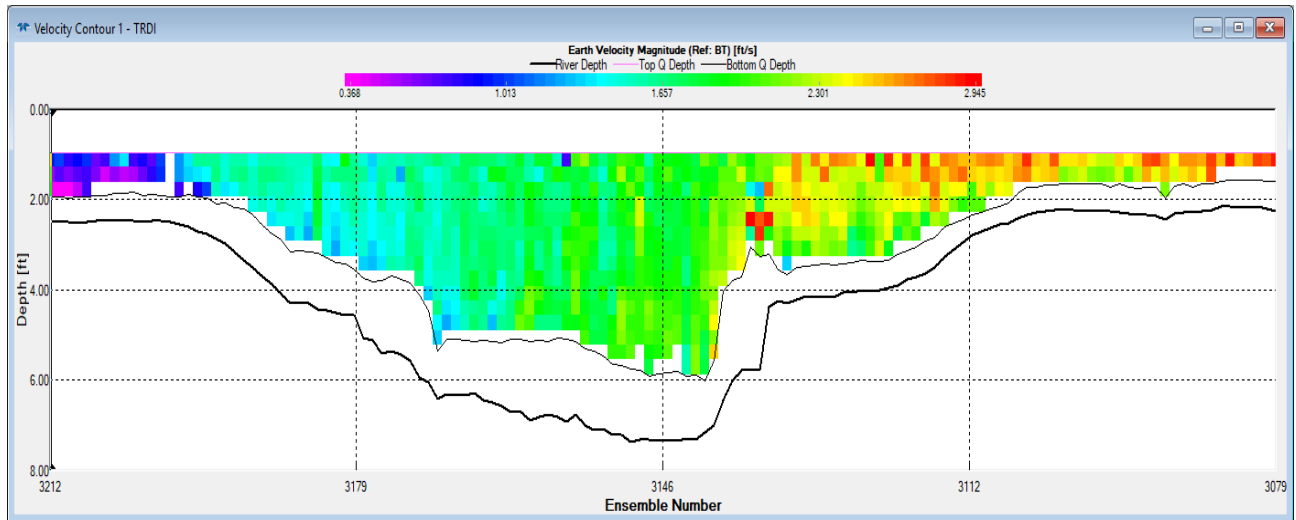 Velocity Contour 1 - TRDI
Earth Velocity Magnitude (Ref: BT) [ft/s]
River Depth Top Q Depth Bottom Q Depth
0.368 1.013 1.657 2.301 2.945
0.00
2.00
4.00
6.00
8.00
Depth [ft]
3212 3179 3146 3112 3079
Ensemble Number